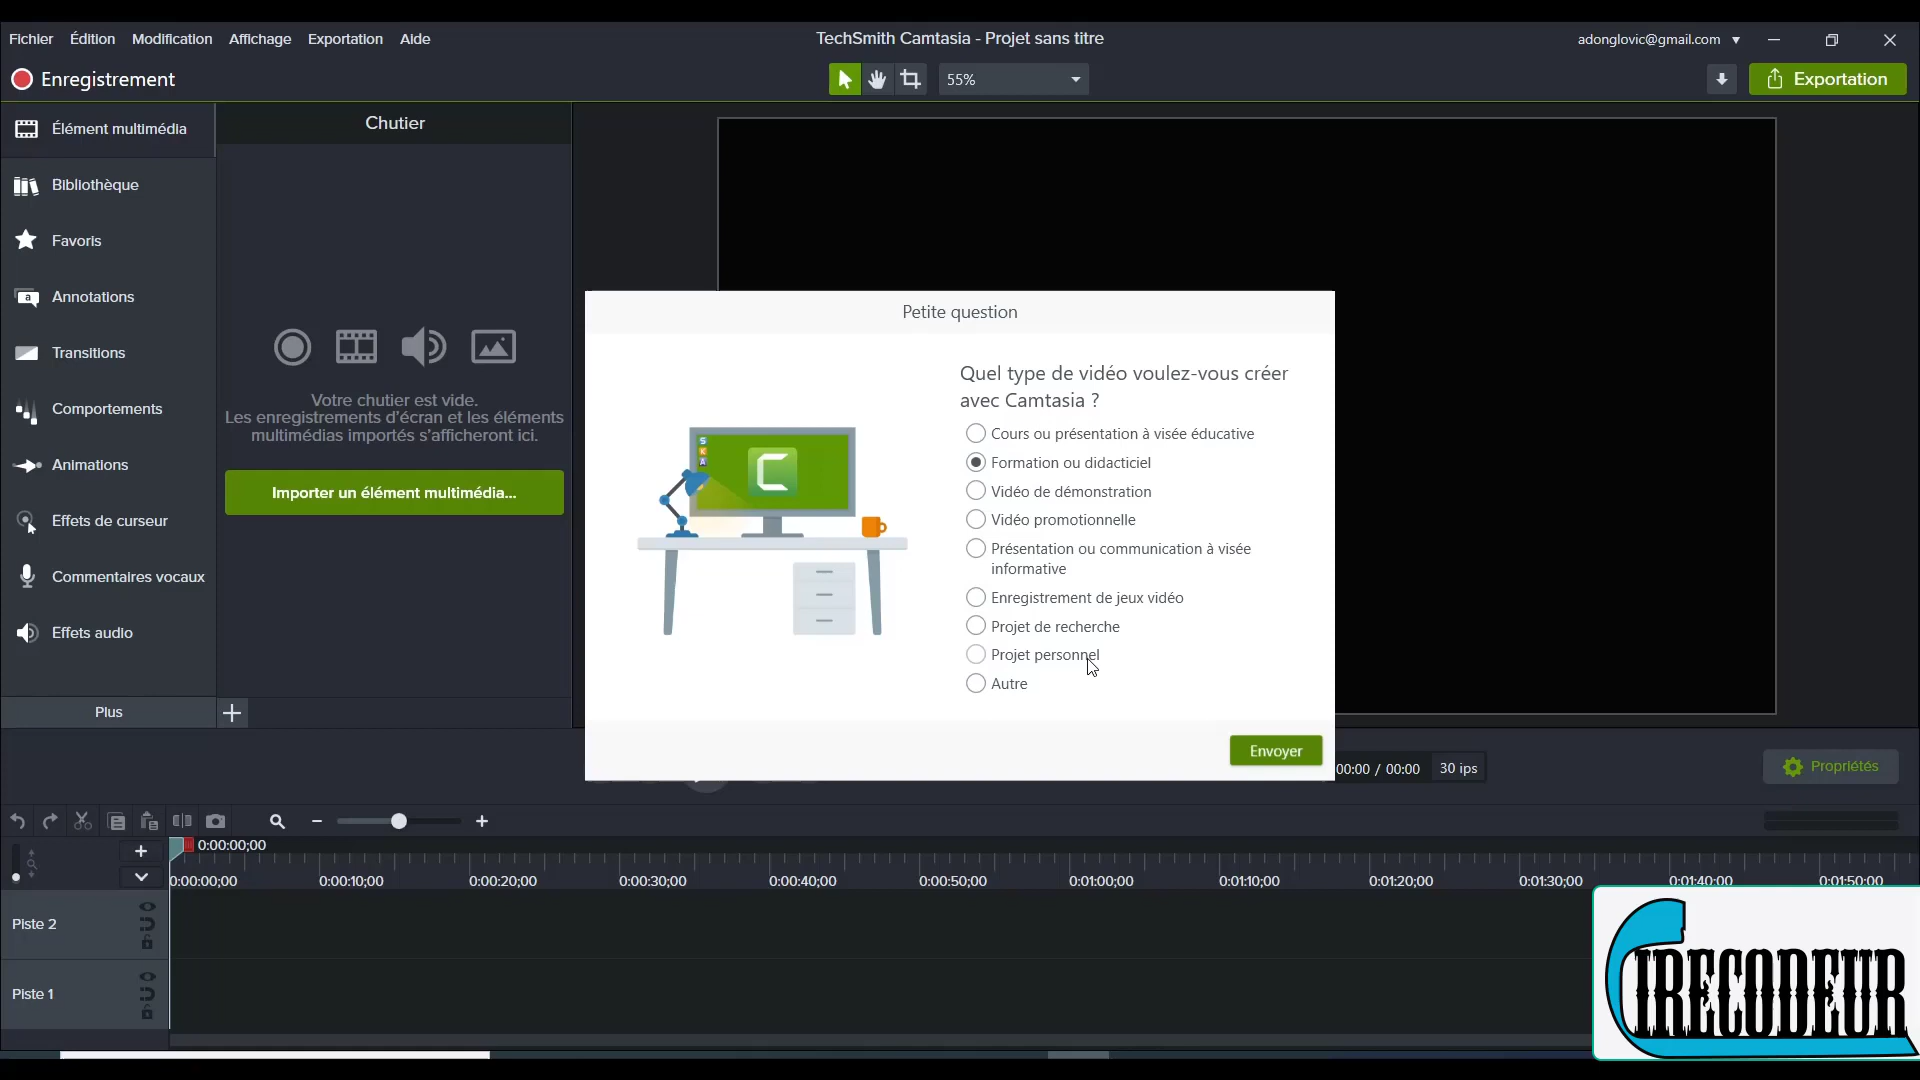 Fichier Édition Modification Affichage Exportation Aide
TechSmith Camtasia - Projet sans titre
adonglovic@gmail.com
Enregistrement
55%
Exportation
Élément multimédia
Bibliothèque
Favoris
Annotations
Transitions
Comportements
Effets de curseur
Animations
Commentaires vocaux
Effets audio
Plus
Chutier
Votre chutier est vide.
Les enregistrements d'écran et les éléments
multimédias importés s'afficheront ici.
Importer un élément multimédia...
Petite question
Quel type de vidéo voulez-vous créer
avec Camtasia ?
Cours ou présentation à visée éducative
Formation ou didacticiel
Vidéo de démonstration
Vidéo promotionnelle
Présentation ou communication à visée
informative
Enregistrement de jeux vidéo
Projet de recherche
Projet personnel
Autre
Envoyer
00:00 / 00:00
30 ips
Propriétés
0:00:00;00
0:00:00;00 0:00:10;00 0:00:20;00 0:00:30;00 0:00:40;00 0:00:50;00 0:01:00;00 0:01:10;00 0:01:20;00 0:01:30;00 0:01:40:00 0:01:50:00
Piste 2
Piste 1
CIRECODEUR